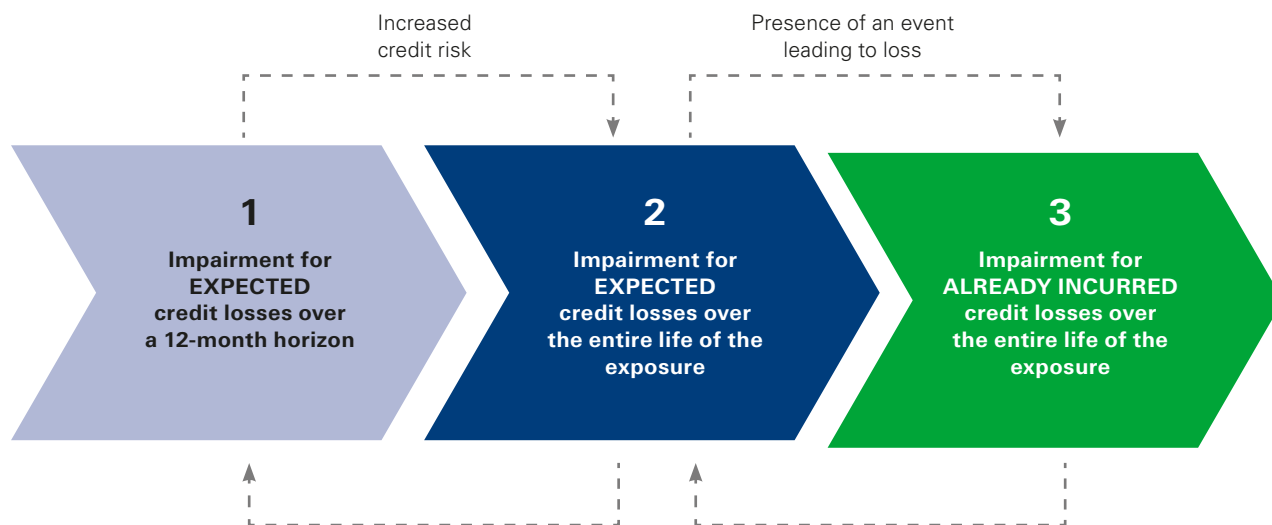 Increased
credit risk
Presence of an event
leading to loss
1
Impairment for
EXPECTED
credit losses over
a 12-month horizon
2
Impairment for
EXPECTED
credit losses over
the entire life of the
exposure
3
Impairment for
ALREADY INCURRED
credit losses over
the entire life of the
exposure